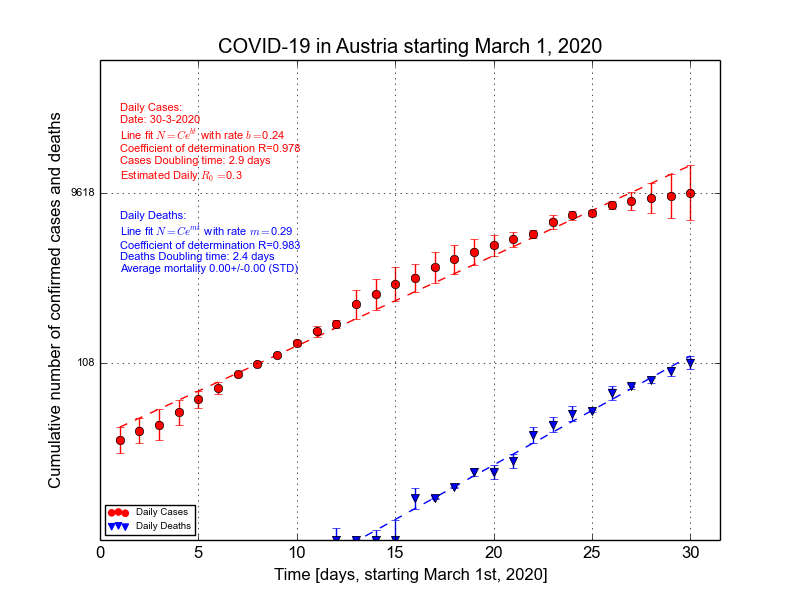 COVID-19 in Austria starting March 1, 2020
Daily Cases:
Date: 30-3-2020
Line fit N = Ce^{bt} with rate b =0.24
Coefficient of determination R=0.978
Cases Doubling time: 2.9 days
Estimated Daily R_0 =0.3
9618
Daily Deaths:
Line fit N = Ce^{mt} with rate m =0.29
Coefficient of determination R=0.983
Deaths Doubling time: 2.4 days
Average mortality 0.00+/-0.00 (STD)
108
Cumulative number of confirmed cases and deaths
Daily Cases
Daily Deaths
0 5 10 15 20 25 30
Time [days, starting March 1st, 2020]